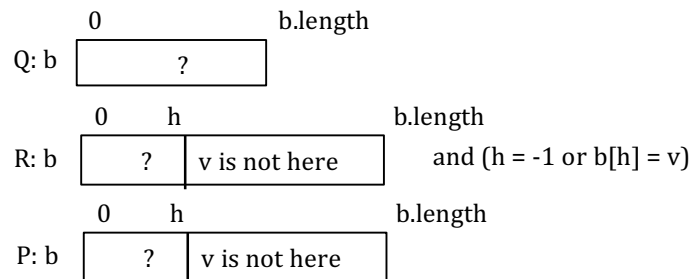 0 b.length
Q: b ?
0 h b.length
R: b ? v is not here and (h = -1 or b[h] = v)
0 h b.length
P: b ? v is not here